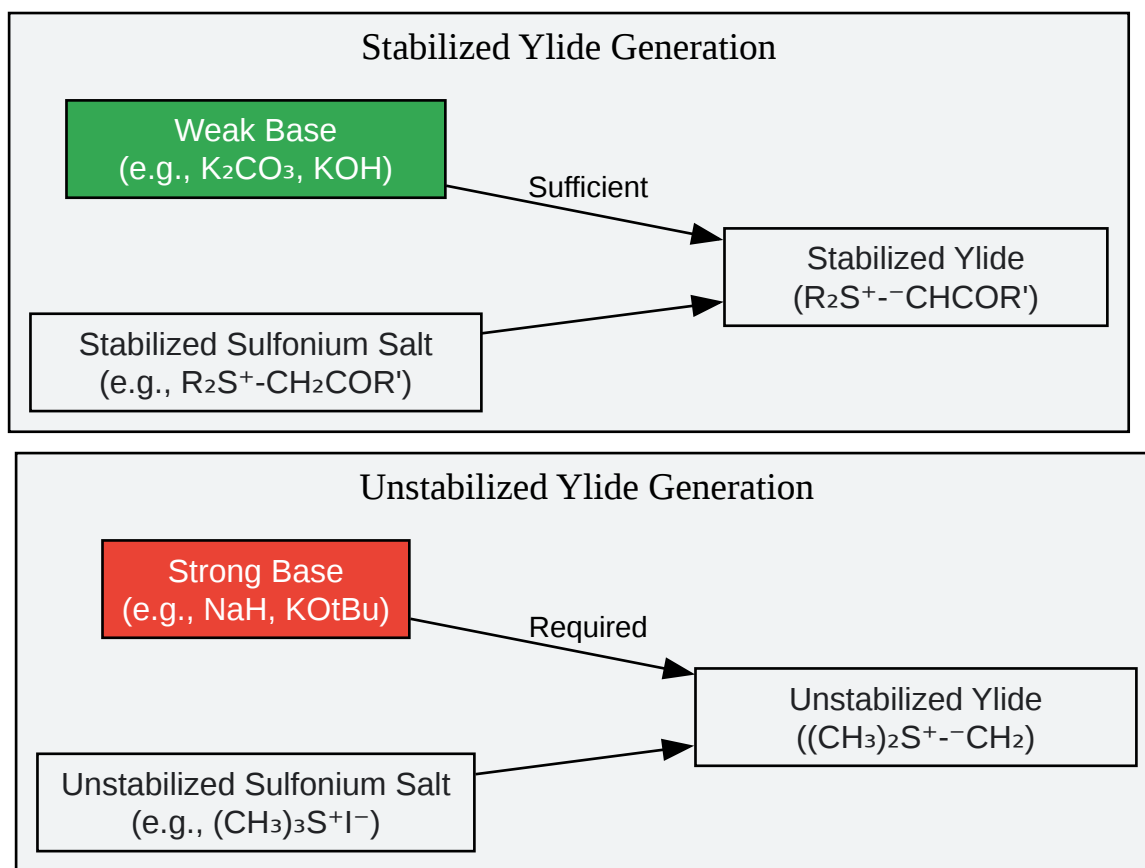 Stabilized Ylide Generation
Weak Base
(e.g., K₂CO₃, KOH)
Sufficient
Stabilized Ylide
(R₂S⁺-⁻CHCOR')
Stabilized Sulfonium Salt
(e.g., R₂S⁺-CH₂COR')
Unstabilized Ylide Generation
Strong Base
(e.g., NaH, KOtBu)
Required
Unstabilized Ylide
((CH₃)₂S⁺-⁻CH₂)
Unstabilized Sulfonium Salt
(e.g., (CH₃)₃S⁺I⁻)